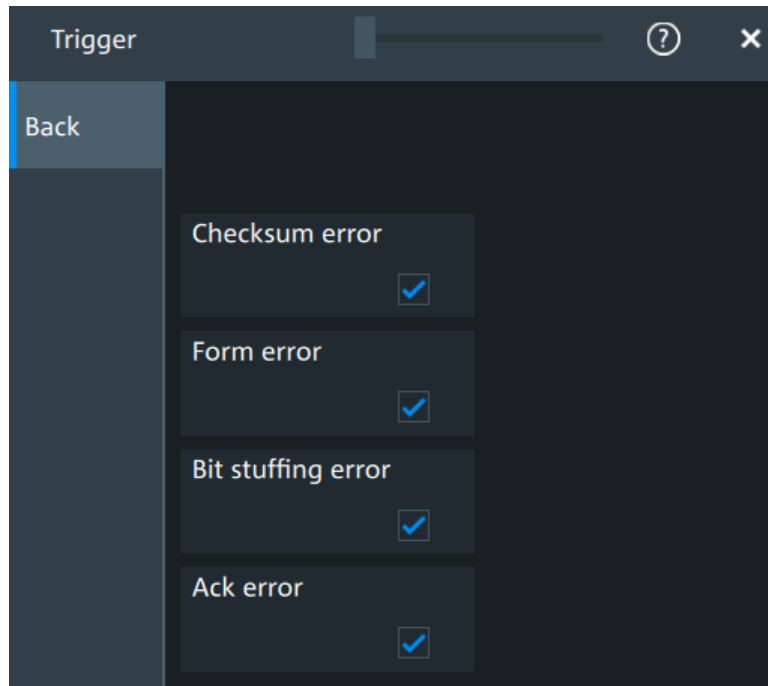 Trigger
Back
Checksum error
Form error
Bit stuffing error
Ack error